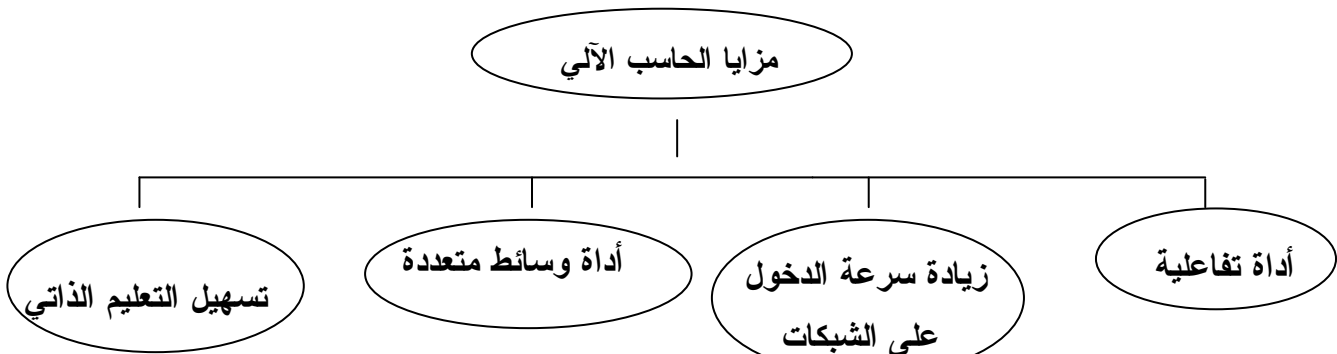 مزايا الحاسب الآلي
أداة تفاعلية
زيادة سرعة الدخول
على الشبكات
أداة وسائط متعددة
تسهيل التعليم الذاتي